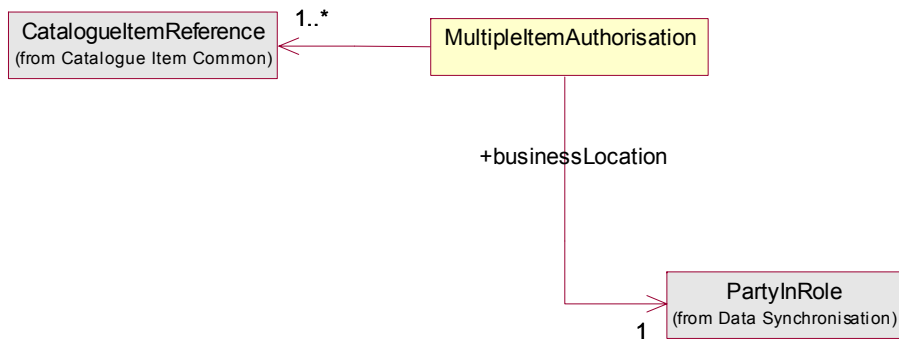 1..*
CatalogueItemReference
(from Catalogue Item Common)
MultipleItemAuthorisation
+businessLocation
PartyInRole
(from Data Synchronisation)
1